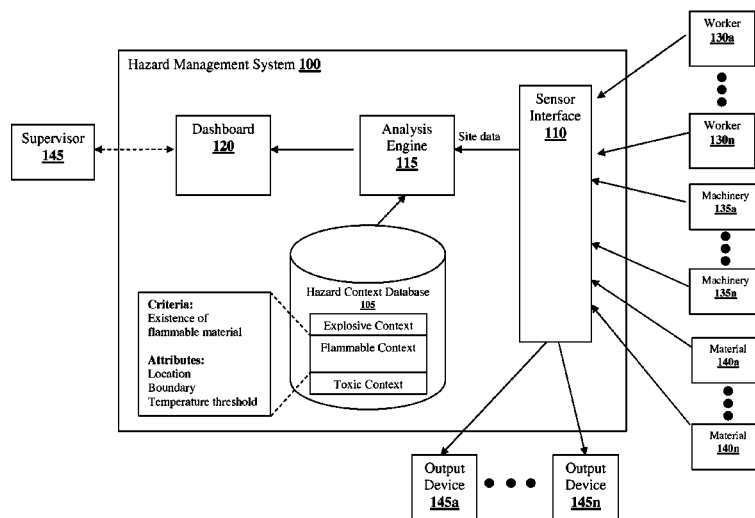 Hazard Management System 100
Supervisor
145
Dashboard
120
Analysis
Engine
115
Site data
Sensor
Interface
110
Worker
130a
Worker
130n
Machinery
135a
Machinery
135n
Material
140a
Material
140n
Hazard Context Database
105
Explosive Context
Flammable Context
Toxic Context
Criteria:
Existence of
flammable material
Attributes:
Location
Boundary
Temperature threshold
Output
Device
145a
Output
Device
145n